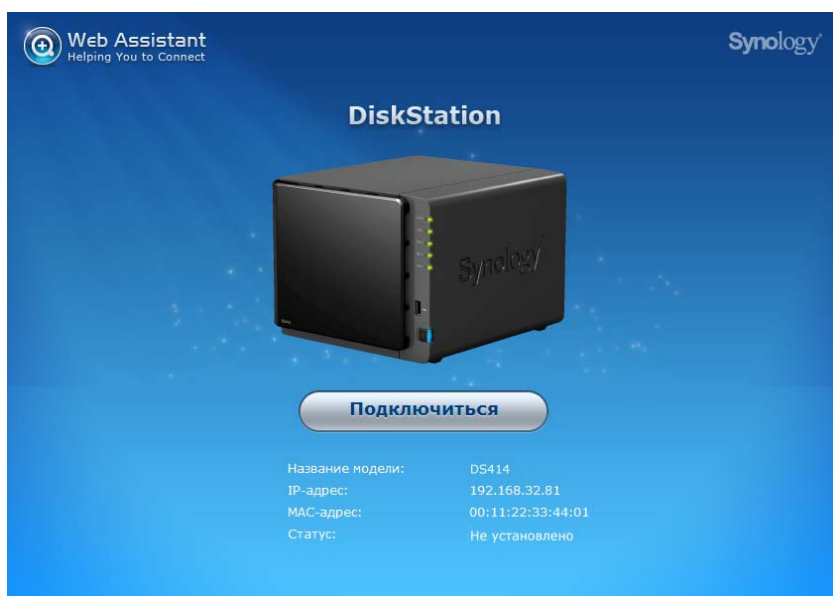 Web Assistant
Helping You to Connect
Synology
DiskStation
Synology
Подключиться
Название модели: DS414
IP-адрес: 192.168.32.81
MAC-адрес: 00:11:22:33:44:01
Статус: Не установлено